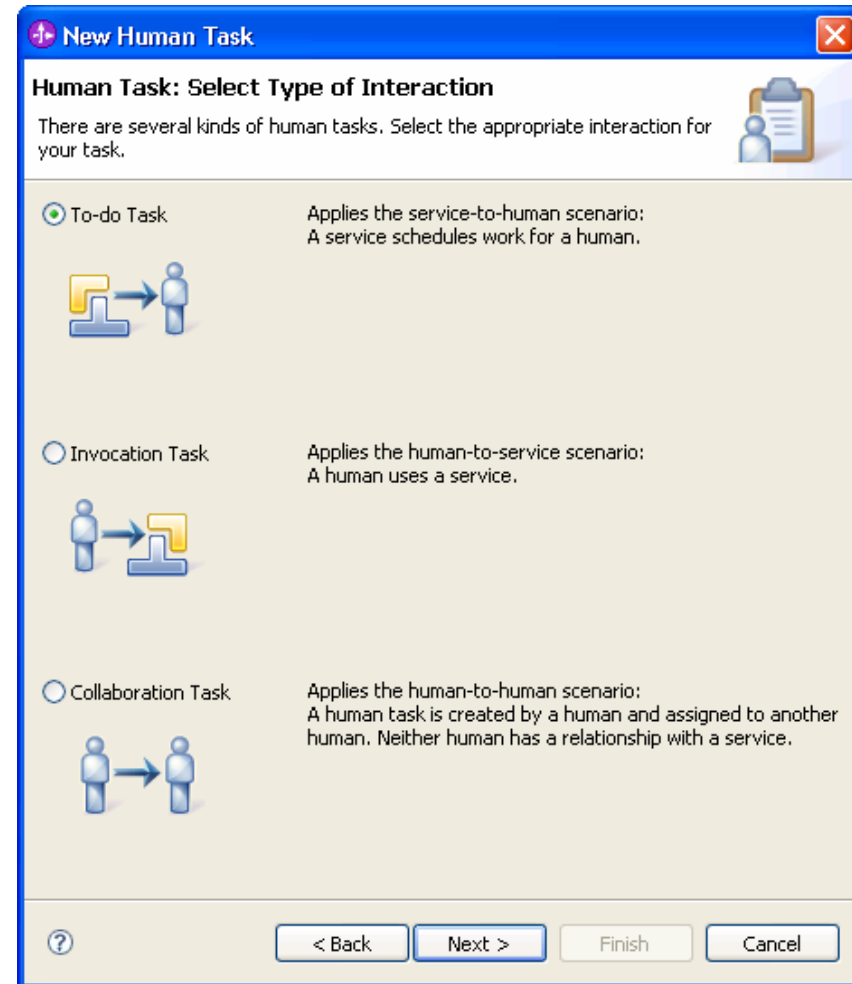 New Human Task
Human Task: Select Type of Interaction
There are several kinds of human tasks. Select the appropriate interaction for
your task.
To-do Task
Applies the service-to-human scenario:
A service schedules work for a human.
Invocation Task
Applies the human-to-service scenario:
A human uses a service.
Collaboration Task
Applies the human-to-human scenario:
A human task is created by a human and assigned to another
human. Neither human has a relationship with a service.
?
< Back
Next >
Finish
Cancel